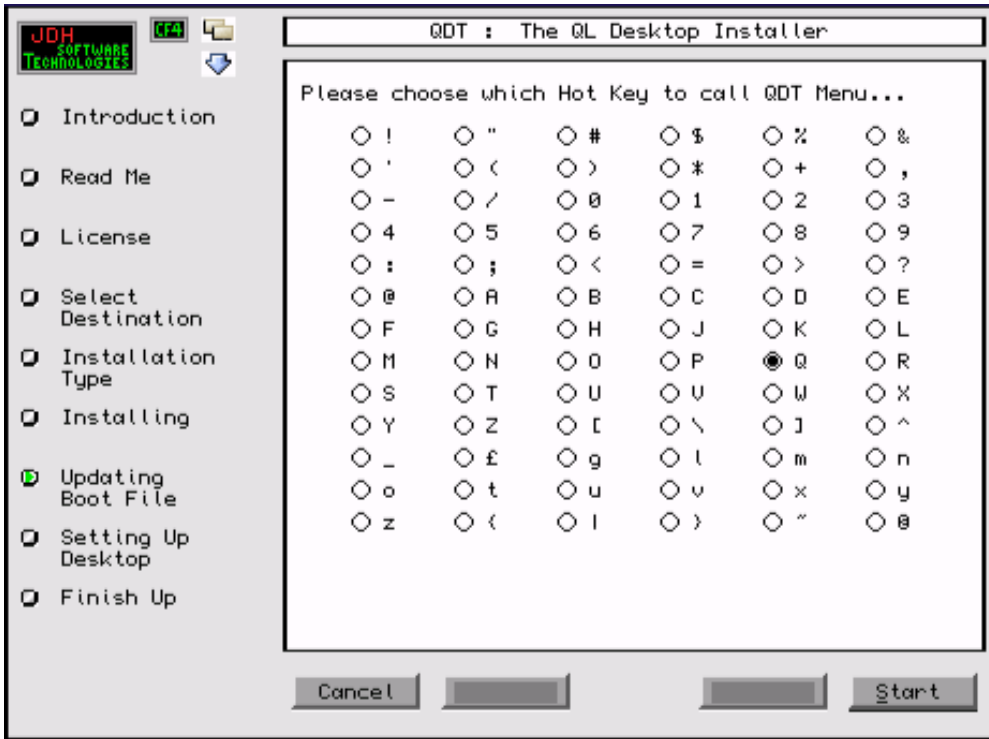 JDH
SOFTWARE
TECHNOLOGIES
CF4
QDT : The QL Desktop Installer
Introduction
Read Me
License
Select
Destination
Installation
Type
Installing
Updating
Boot File
Setting Up
Desktop
Finish Up
Please choose which Hot Key to call QDT Menu...
! " # $ % &
' ( ) * + ,
- / 0 1 2 3
4 5 6 7 8 9
: ; < = > ?
@ A B C D E
F G H J K L
M N O P Q R
S T U V W X
Y Z [ \ ] ^
_ £ g l m n
o t u v x y
z { | } ~ @
Cancel
Start